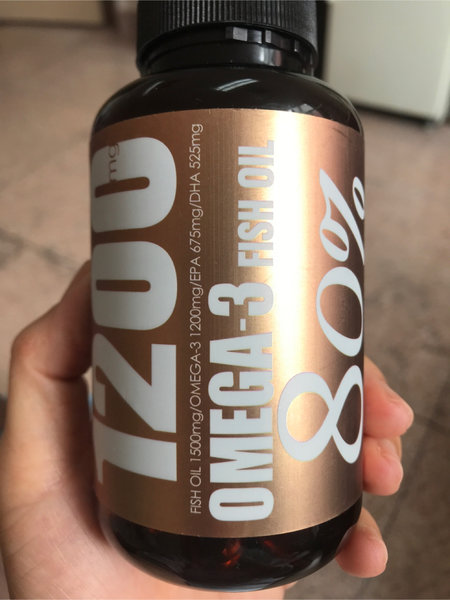 1200mg
FISH OIL 1500mg/OMEGA-3 1200mg/EPA 675mg/DHA 525mg
OMEGA-3 FISH OIL
80%